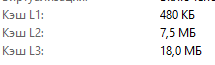 Кэш L1: 480 КБ
Кэш L2: 7,5 МБ
Кэш L3: 18,0 МБ